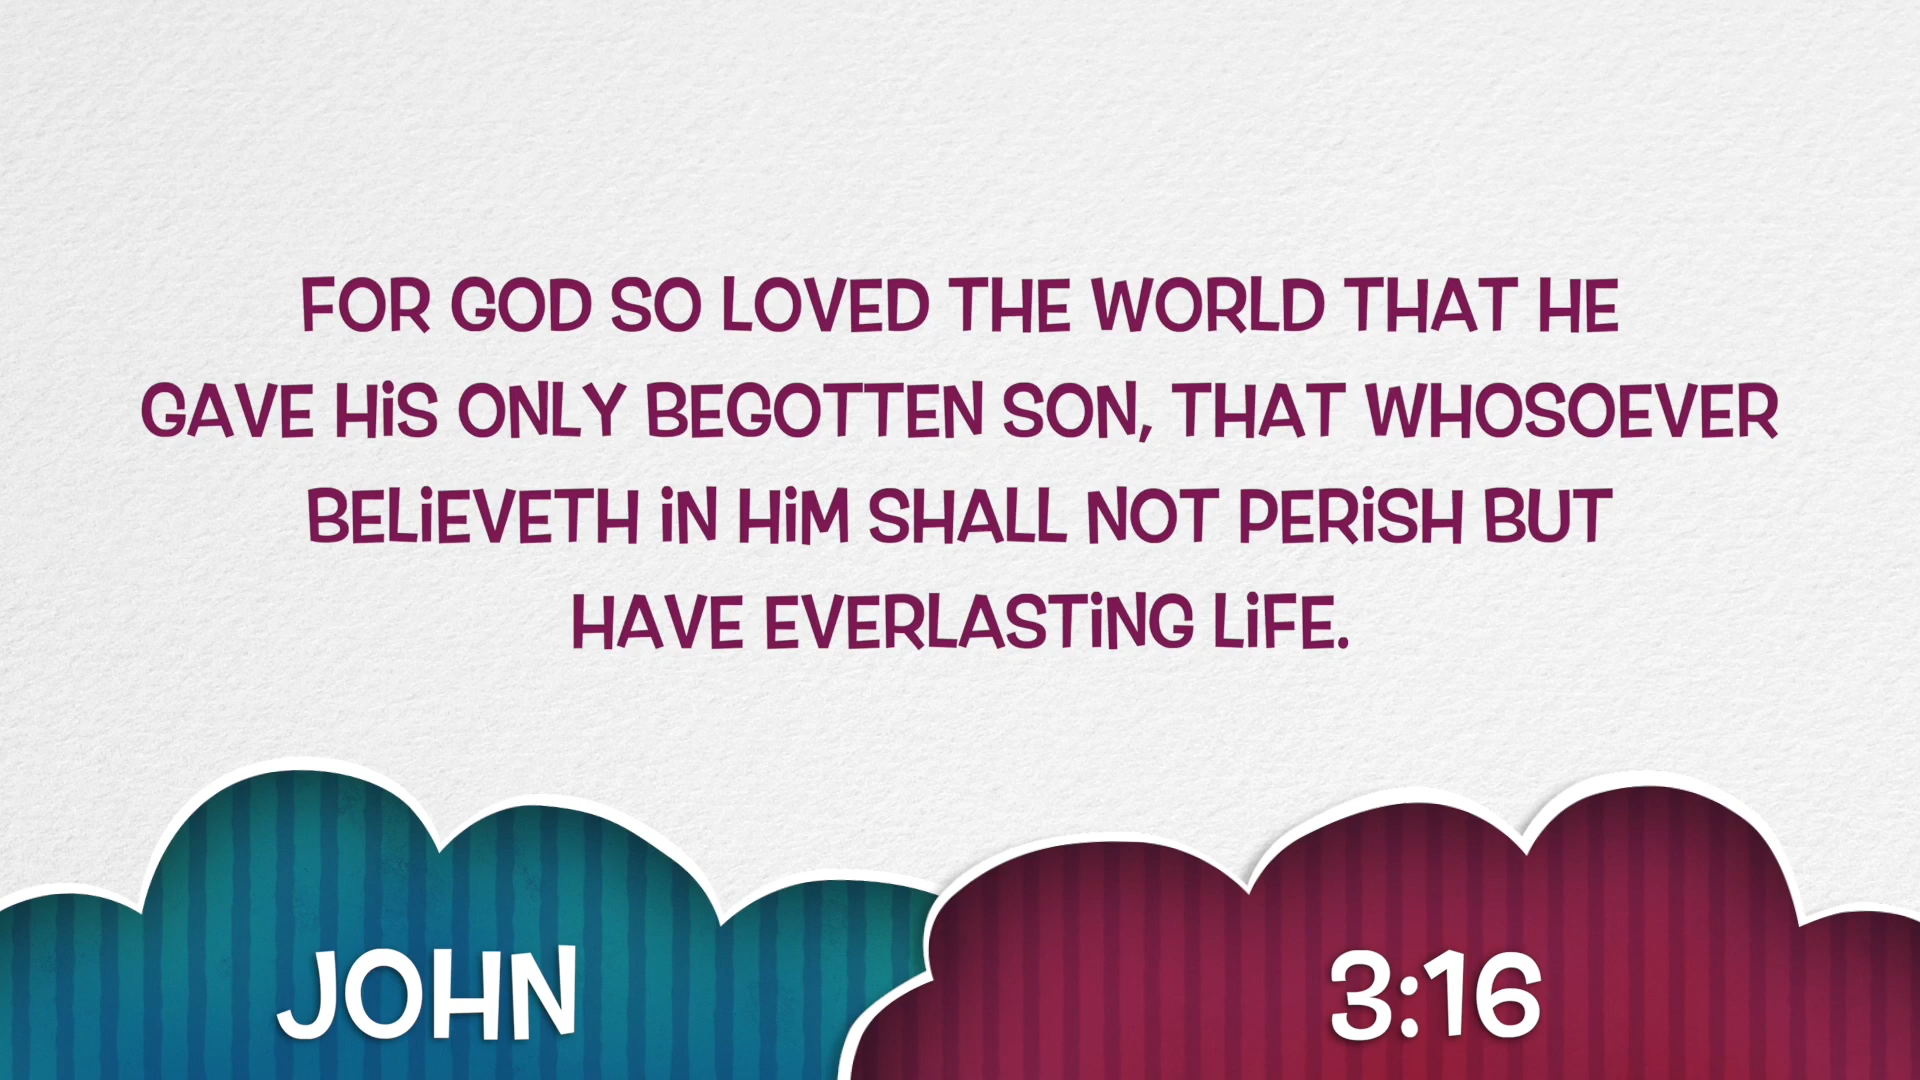 FOR GOD SO LOVED THE WORLD THAT HE
GAVE HiS ONLY BEGOTTEN SON, THAT WHOSOEVER
BELiEVETH iN HiM SHALL NOT PERiSH BUT
HAVE EVERLASTiNG LiFE.
JOHN 3:16